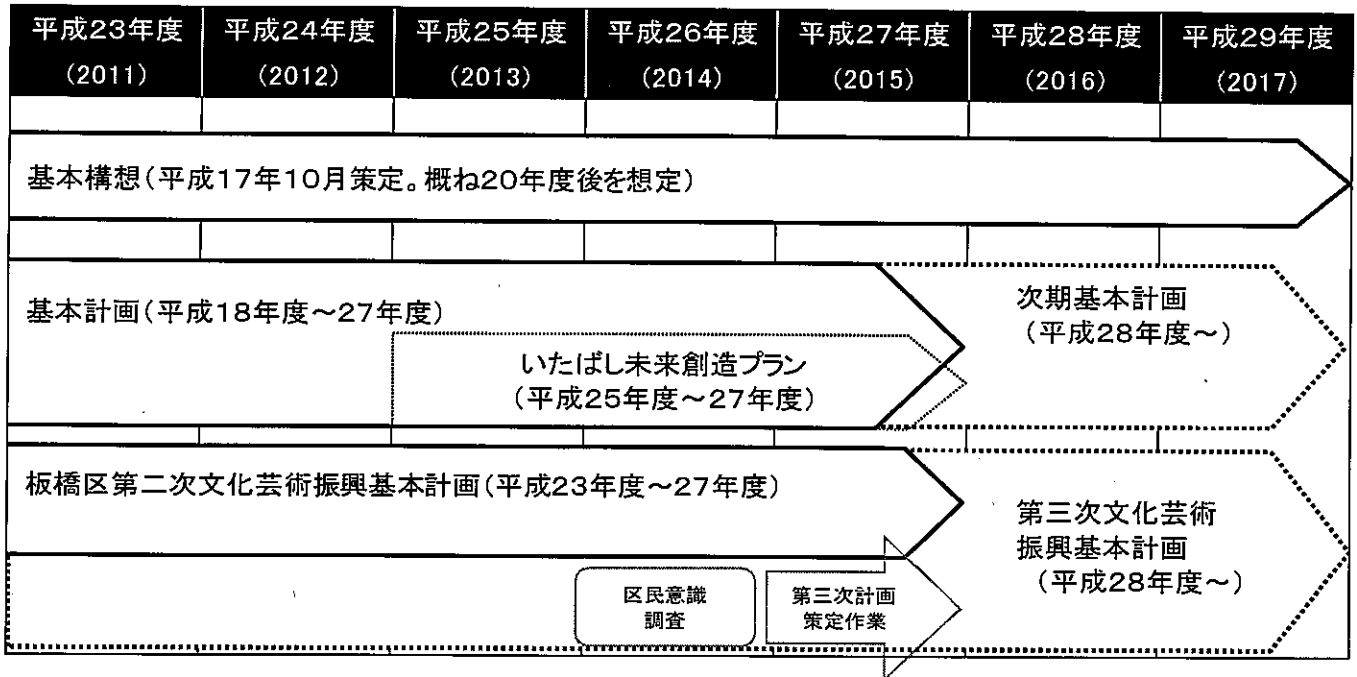 平成23年度 平成24年度 平成25年度 平成26年度 平成27年度 平成28年度 平成29年度
(2011) (2012) (2013) (2014) (2015) (2016) (2017)
基本構想(平成17年10月策定。概ね20年度後を想定)
基本計画(平成18年度～27年度)
いたばし未来創造プラン
(平成25年度～27年度)
次期基本計画
(平成28年度～)
板橋区第二次文化芸術振興基本計画(平成23年度～27年度)
区民意識
調査
第三次計画
策定作業
第三次文化芸術
振興基本計画
(平成28年度～)